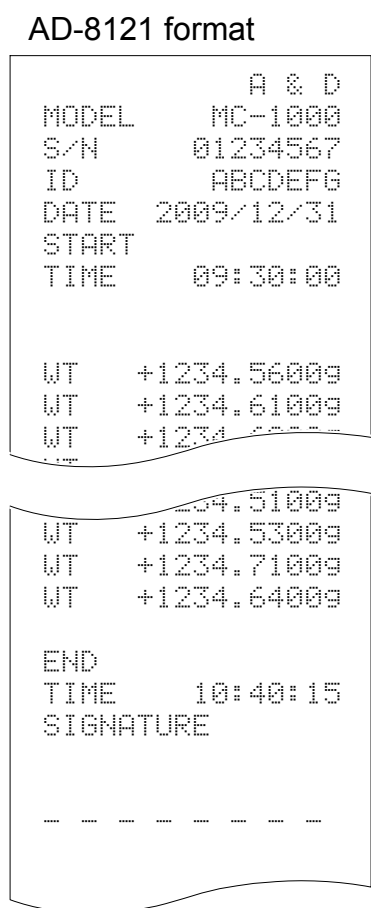 AD-8121 format
A & D
MODEL MC-1000
S/N 01234567
ID ABCDEFG
DATE 2009/12/31
START
TIME 09:30:00
WT +1234.5600g
WT +1234.6100g
WT
WT +1234.5300g
WT +1234.7100g
WT +1234.6400g
END
TIME 10:40:15
SIGNATURE
_ _ _ _ _ _ _ _